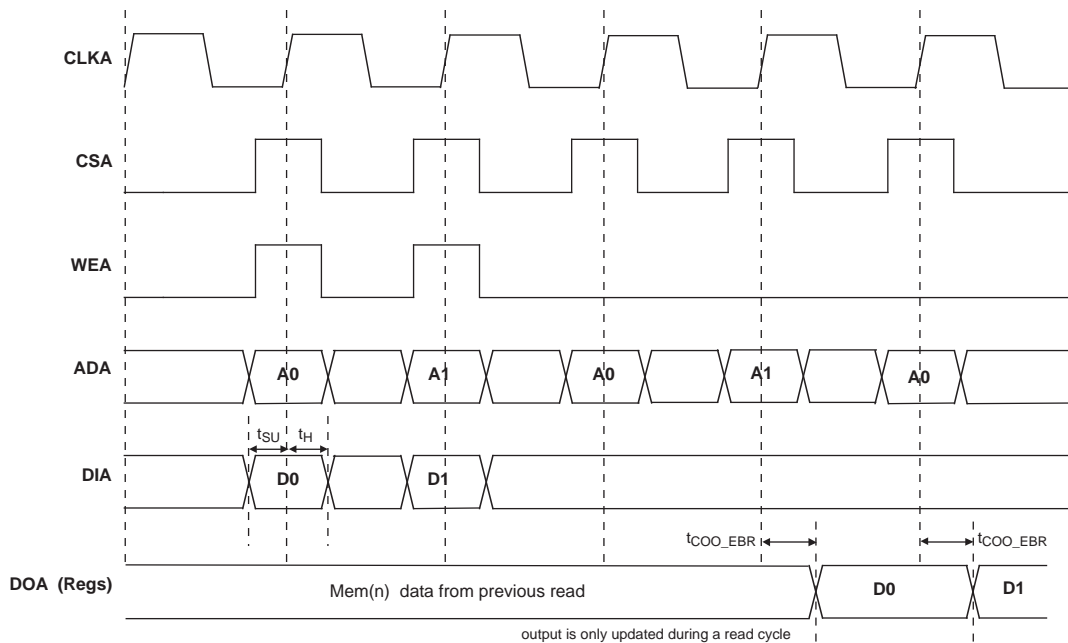 CLKA
CSA
WEA
ADA A0 A1 A0 A1 A0
tSU tH
DIA D0 D1
tCOO_EBR tCOO_EBR
DOA (Regs) Mem(n) data from previous read D0 D1
output is only updated during a read cycle